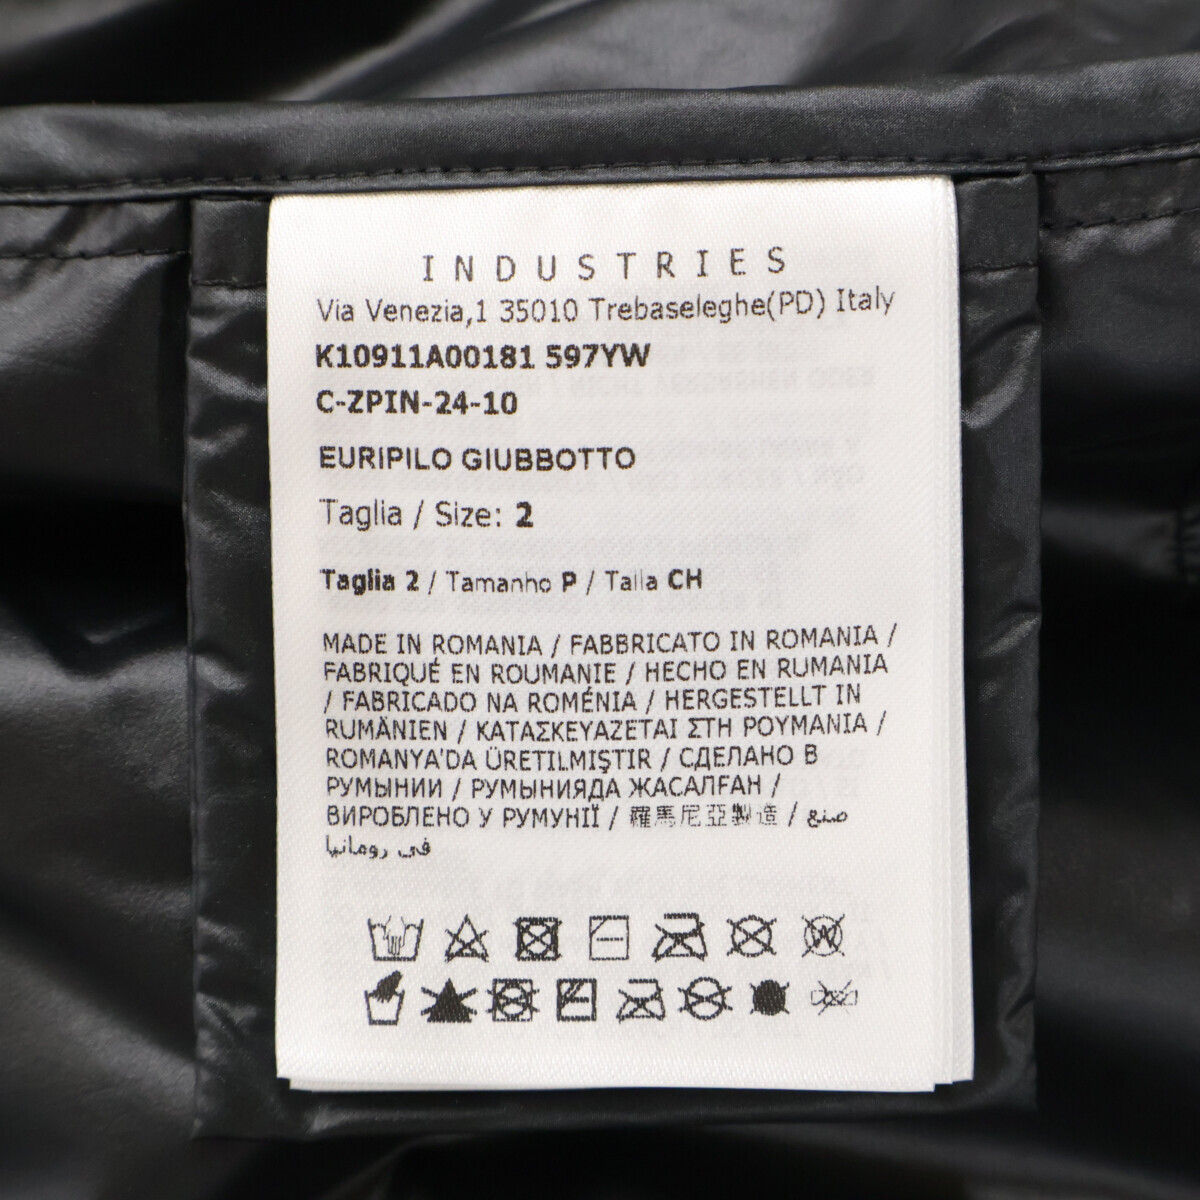 INDUSTRIES
Via Venezia,1 35010 Trebaseleghe(PD) Italy
K10911A00181 597YW
C-ZPIN-24-10
EURIPILO GIUBBOTTO
Taglia / Size: 2
Taglia 2 / Tamanho P / Talla CH
MADE IN ROMANIA / FABBRICATO IN ROMANIA /
FABRIQUÉ EN ROUMANIE / HECHO EN RUMANIA
/ FABRICADO NA ROMÉNIA / HERGESTELLT IN
RUMÄNIEN / ΚΑΤΑΣΚΕΥΑΖΕΤΑΙ ΣΤΗ ΡΟΥΜΑΝΙΑ /
ROMANYA'DA ÜRETILMIŞTIR / СДЕЛАНО В
РУМЫНИИ / РУМЫНИЯДА ЖАСАЛҒАН /
ВИРОБЛЕНО У РУМУНІЇ / 羅馬尼亞製造 / صنع
في رومانيا
W